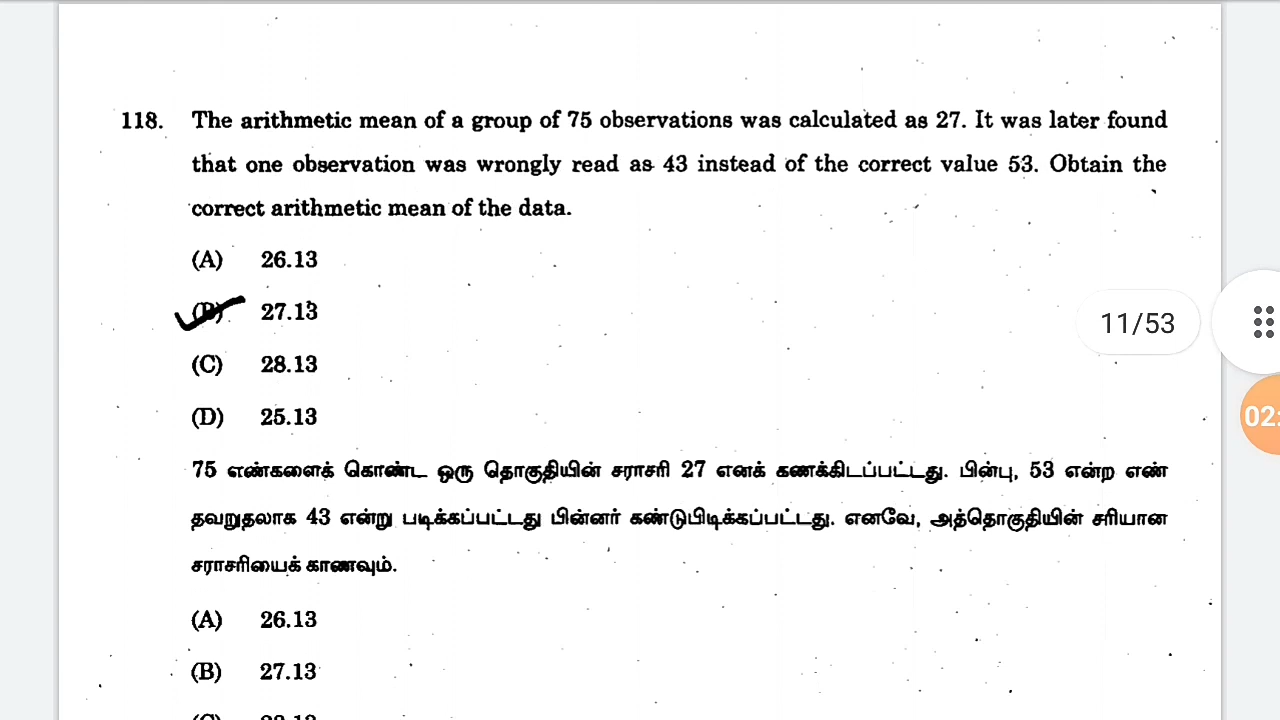 118. The arithmetic mean of a group of 75 observations was calculated as 27. It was later found
that one observation was wrongly read as 43 instead of the correct value 53. Obtain the
correct arithmetic mean of the data.
(A) 26.13
(B) 27.13
(C) 28.13
11/53
(D) 25.13
02:
75 எண்களைக் கொண்ட ஒரு தொகுதியின் சராசரி 27 எனக் கணக்கிடப்பட்டது. பின்பு, 53 என்ற எண்
தவறுதலாக 43 என்று படிக்கப்பட்டது பின்னர் கண்டுபிடிக்கப்பட்டது. எனவே, அத்தொகுதியின் சரியான
சராசரியைக் காணவும்.
(A) 26.13
(B) 27.13